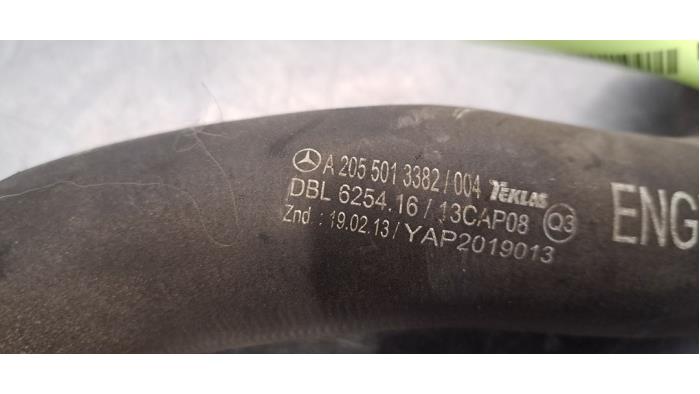 A 205 501 3382 / 004 TEKLAS
DBL 6254.16 / 13CAP08 Q3
Znd : 19.02.13 / YAP2019013
ENG